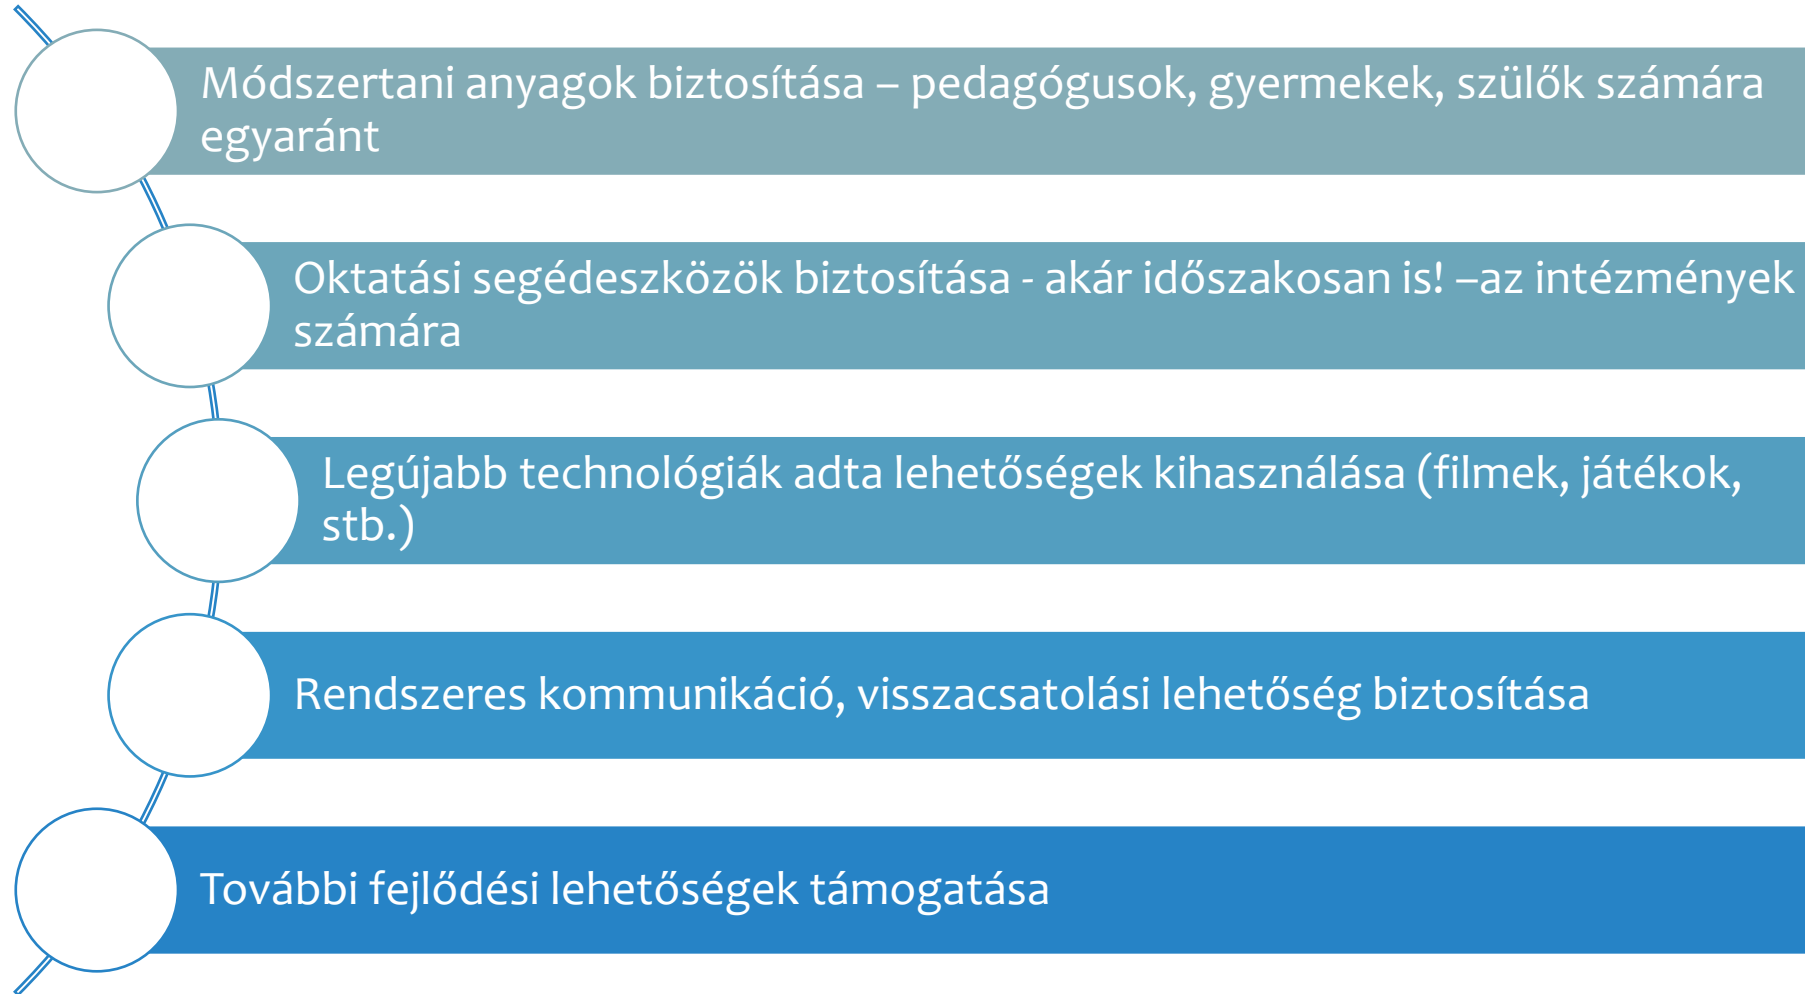 Módszertani anyagok biztosítása – pedagógusok, gyermekek, szülők számára
egyaránt
Oktatási segédeszközök biztosítása - akár időszakosan is! –az intézmények
számára
Legújabb technológiák adta lehetőségek kihasználása (filmek, játékok,
stb.)
Rendszeres kommunikáció, visszacsatolási lehetőség biztosítása
További fejlődési lehetőségek támogatása